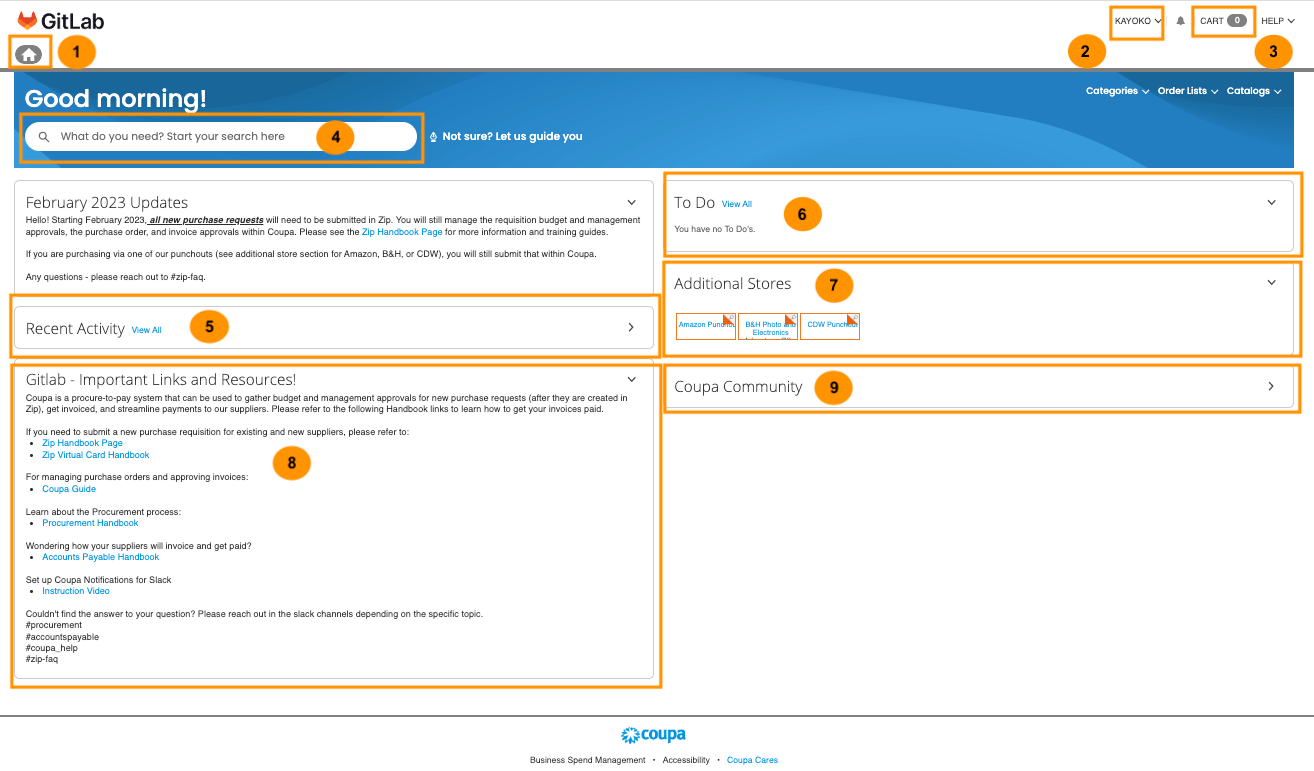 GitLab
KAYOKO
CART 0
HELP
1
2
3
Good morning!
Categories
Order Lists
Catalogs
What do you need? Start your search here
4
Not sure? Let us guide you
February 2023 Updates
Hello! Starting February 2023, all new purchase requests will need to be submitted in Zip. You will still manage the requisition budget and management
approvals, the purchase order, and invoice approvals within Coupa. Please see the Zip Handbook Page for more information and training guides.
If you are purchasing via one of our punchouts (see additional store section for Amazon, B&H, or CDW), you will still submit that within Coupa.
Any questions - please reach out to #zip-faq.
To Do View All
6
You have no To Do's.
Additional Stores
7
Amazon Punchou
B&H Photo and
Electronics
CDW Punchout
Recent Activity View All
5
Coupa Community
9
Gitlab - Important Links and Resources!
Coupa is a procure-to-pay system that can be used to gather budget and management approvals for new purchase requests (after they are created in
Zip), get invoiced, and streamline payments to our suppliers. Please refer to the following Handbook links to learn how to get your invoices paid.
If you need to submit a new purchase requisition for existing and new suppliers, please refer to:
• Zip Handbook Page
• Zip Virtual Card Handbook
8
For managing purchase orders and approving invoices:
• Coupa Guide
Learn about the Procurement process:
• Procurement Handbook
Wondering how your suppliers will invoice and get paid?
• Accounts Payable Handbook
Set up Coupa Notifications for Slack
• Instruction Video
Couldn't find the answer to your question? Please reach out in the slack channels depending on the specific topic.
#procurement
#accountspayable
#coupa_help
#zip-faq
coupa
Business Spend Management • Accessibility • Coupa Cares